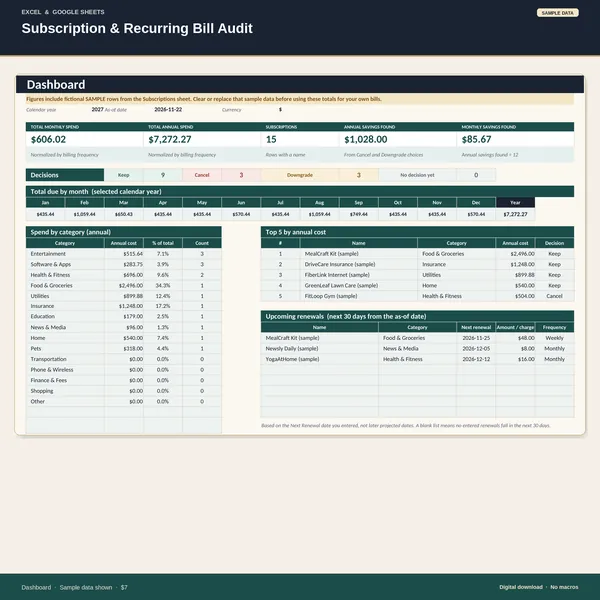 EXCEL & GOOGLE SHEETS
SAMPLE DATA
Subscription & Recurring Bill Audit
Dashboard
Figures include fictional SAMPLE rows from the Subscriptions sheet. Clear or replace that sample data before using these totals for your own bills.
Calendar year 2027 As-of date 2026-11-22 Currency $
TOTAL MONTHLY SPEND TOTAL ANNUAL SPEND SUBSCRIPTIONS ANNUAL SAVINGS FOUND MONTHLY SAVINGS FOUND
$606.02 $7,272.27 15 $1,028.00 $85.67
Normalized by billing frequency Normalized by billing frequency Rows with a name From Cancel and Downgrade choices Annual savings found ÷ 12
Decisions Keep 9 Cancel 3 Downgrade 3 No decision yet 0
Total due by month (selected calendar year)
Jan Feb Mar Apr May Jun Jul Aug Sep Oct Nov Dec Year
$435.44 $1,059.44 $650.43 $435.44 $435.44 $570.44 $435.44 $1,059.44 $749.44 $435.44 $435.44 $570.44 $7,272.27
Spend by category (annual)
Category Annual cost % of total Count
Entertainment $515.64 7.1% 3
Software & Apps $283.75 3.9% 3
Health & Fitness $696.00 9.6% 2
Food & Groceries $2,496.00 34.3% 1
Utilities $899.88 12.4% 1
Insurance $1,248.00 17.2% 1
Education $179.00 2.5% 1
News & Media $96.00 1.3% 1
Home $540.00 7.4% 1
Pets $318.00 4.4% 1
Transportation $0.00 0.0% 0
Phone & Wireless $0.00 0.0% 0
Finance & Fees $0.00 0.0% 0
Shopping $0.00 0.0% 0
Other $0.00 0.0% 0
Top 5 by annual cost
# Name Category Annual cost Decision
1 MealCraft Kit (sample) Food & Groceries $2,496.00 Keep
2 DriveCare Insurance (sample) Insurance $1,248.00 Keep
3 FiberLink Internet (sample) Utilities $899.88 Keep
4 GreenLeaf Lawn Care (sample) Home $540.00 Keep
5 FitLoop Gym (sample) Health & Fitness $504.00 Cancel
Upcoming renewals (next 30 days from the as-of date)
Name Category Next renewal Amount / charge Frequency
MealCraft Kit (sample) Food & Groceries 2026-11-25 $48.00 Weekly
Newsly Daily (sample) News & Media 2026-12-05 $8.00 Monthly
YogaAtHome (sample) Health & Fitness 2026-12-12 $16.00 Monthly
Based on the Next Renewal date you entered, not later projected dates. A blank list means no entered renewals fall in the next 30 days.
Dashboard · Sample data shown · $7
Digital download · No macros